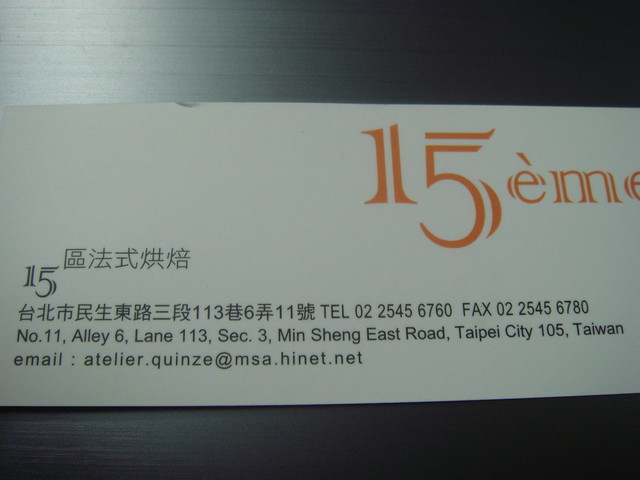 15ème
15區法式烘焙
台北市民生東路三段113巷6弄11號 TEL 02 2545 6760 FAX 02 2545 6780
No.11, Alley 6, Lane 113, Sec. 3, Min Sheng East Road, Taipei City 105, Taiwan
email : atelier.quinze@msa.hinet.net